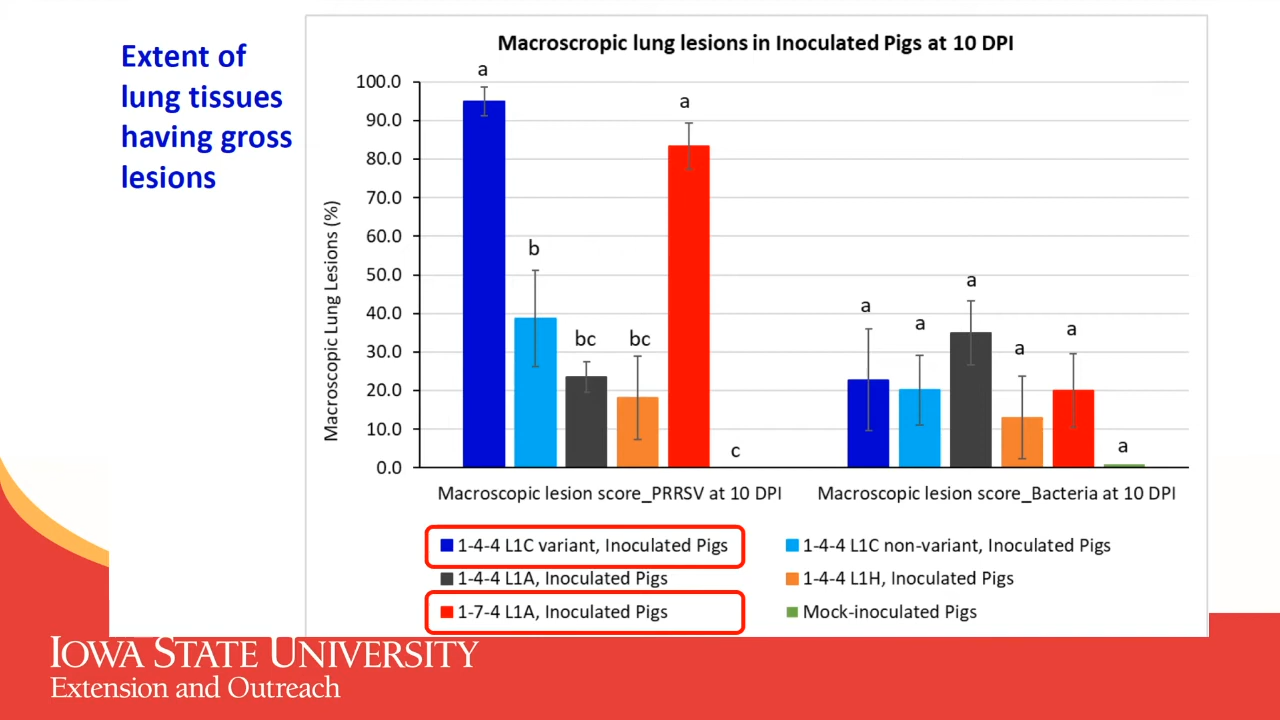 Extent of
lung tissues
having gross
lesions
Macroscropic lung lesions in Inoculated Pigs at 10 DPI
Macroscopic Lung Lesions (%)
100.0
90.0
80.0
70.0
60.0
50.0
40.0
30.0
20.0
10.0
0.0
a
b
bc
bc
a
c
a
a
a
a
a
a
Macroscopic lesion score_PRRSV at 10 DPI
Macroscopic lesion score_Bacteria at 10 DPI
1-4-4 L1C variant, Inoculated Pigs
1-4-4 L1C non-variant, Inoculated Pigs
1-4-4 L1A, Inoculated Pigs
1-4-4 L1H, Inoculated Pigs
1-7-4 L1A, Inoculated Pigs
Mock-inoculated Pigs
IOWA STATE UNIVERSITY
Extension and Outreach